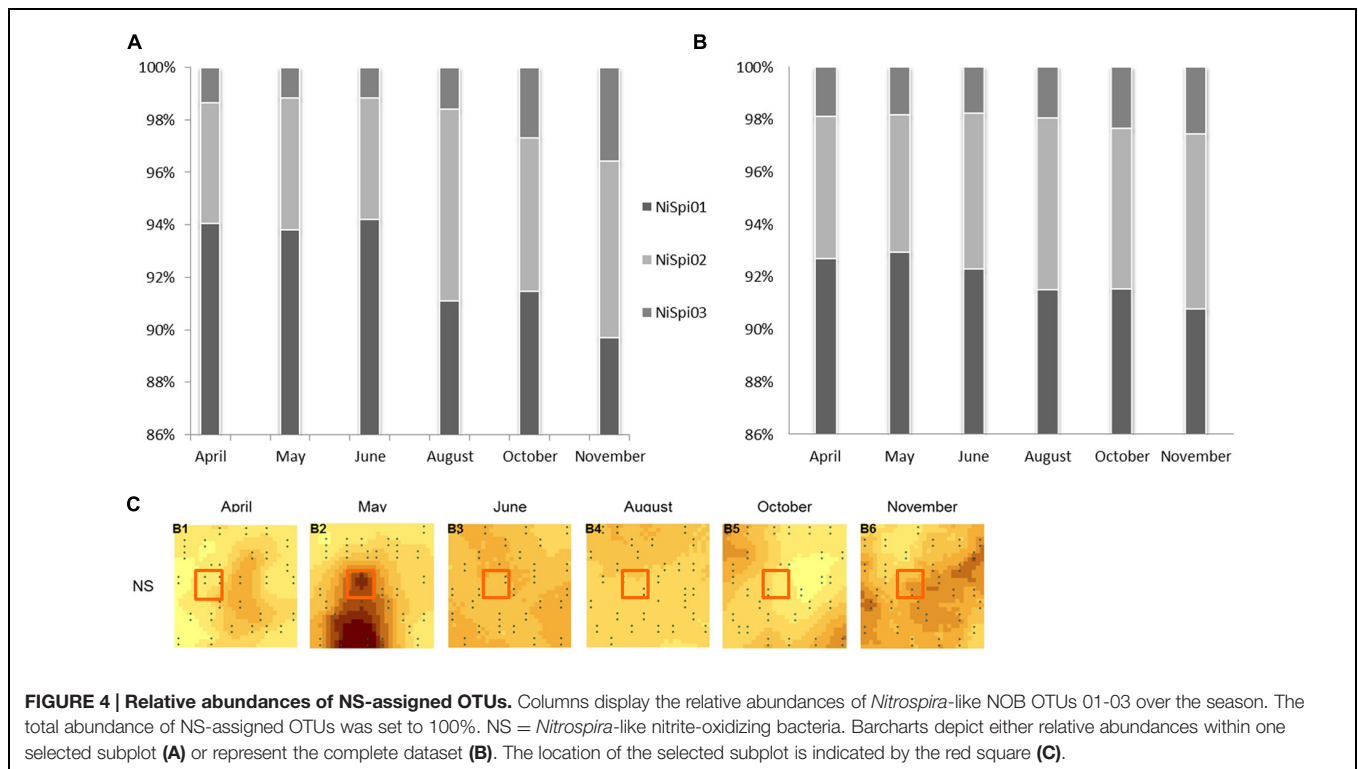 A
B
100%
98%
96%
94%
92%
90%
88%
86%
April May June August October November
NiSpi01
NiSpi02
NiSpi03
100%
98%
96%
94%
92%
90%
88%
86%
April May June August October November
C
April May June August October November
B1 B2 B3 B4 B5 B6
NS
FIGURE 4 | Relative abundances of NS-assigned OTUs. Columns display the relative abundances of Nitrospira-like NOB OTUs 01-03 over the season. The
total abundance of NS-assigned OTUs was set to 100%. NS = Nitrospira-like nitrite-oxidizing bacteria. Barcharts depict either relative abundances within one
selected subplot (A) or represent the complete dataset (B). The location of the selected subplot is indicated by the red square (C).